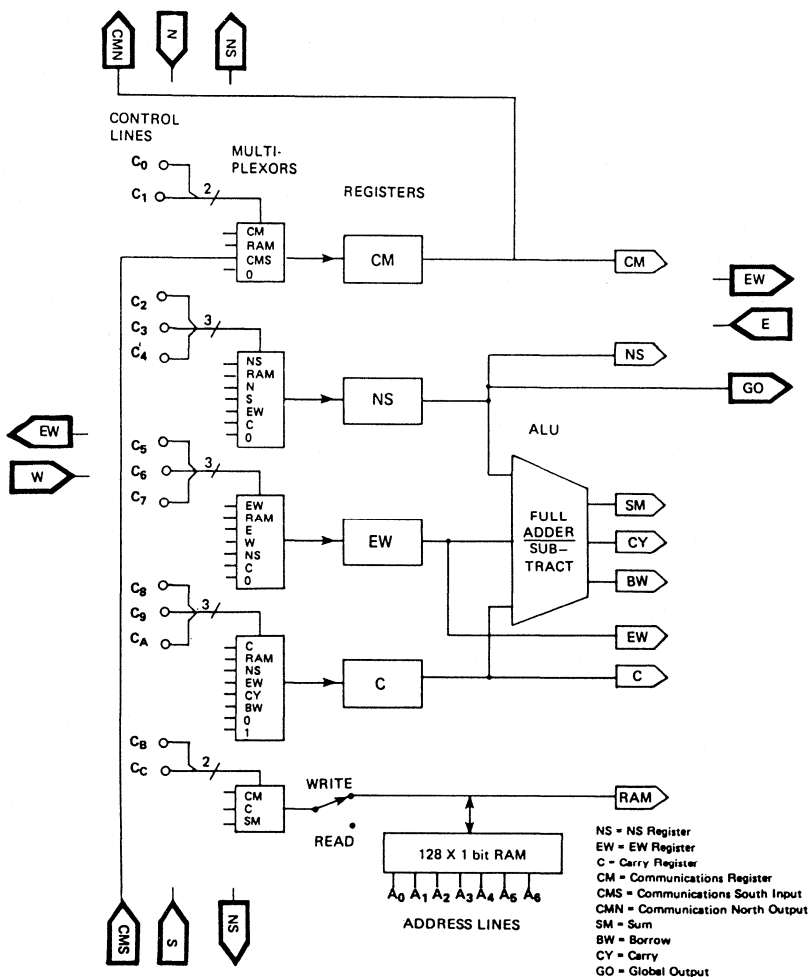 CMN
N
NS
CONTROL
LINES
MULTI-
PLEXORS
REGISTERS
C0
C1
2
CM
RAM
CMS
0
CM
CM
EW
E
C2
C3
C4
3
NS
RAM
N
S
EW
C
0
NS
NS
GO
ALU
EW
W
C5
C6
C7
3
EW
RAM
E
W
NS
C
0
EW
FULL
ADDER
SUB-
TRACT
SM
CY
BW
EW
C8
C9
CA
3
C
RAM
NS
EW
CY
BW
0
1
C
C
CB
CC
2
CM
C
SM
WRITE
READ
RAM
128 X 1 bit RAM
A0 A1 A2 A3 A4 A5 A6
ADDRESS LINES
CMS
S
NS
NS = NS Register
EW = EW Register
C = Carry Register
CM = Communications Register
CMS = Communications South Input
CMN = Communication North Output
SM = Sum
BW = Borrow
CY = Carry
GO = Global Output